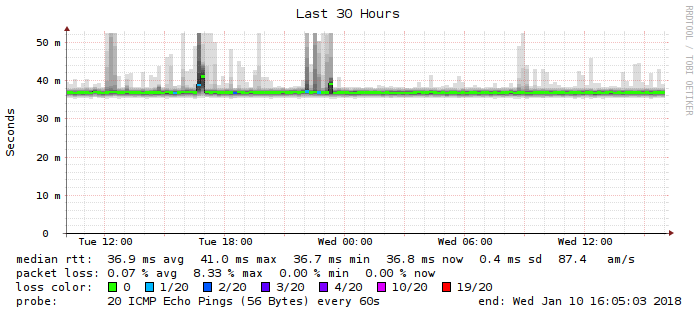 Last 30 Hours
RRDTOOL / TOBI OETIKER
Seconds
50 m
40 m
30 m
20 m
10 m
0
Tue 12:00 Tue 18:00 Wed 00:00 Wed 06:00 Wed 12:00
median rtt: 36.9 ms avg 41.0 ms max 36.7 ms min 36.8 ms now 0.4 ms sd 87.4 am/s
packet loss: 0.07 % avg 8.33 % max 0.00 % min 0.00 % now
loss color: 0 1/20 2/20 3/20 4/20 10/20 19/20
probe: 20 ICMP Echo Pings (56 Bytes) every 60s end: Wed Jan 10 16:05:03 2018